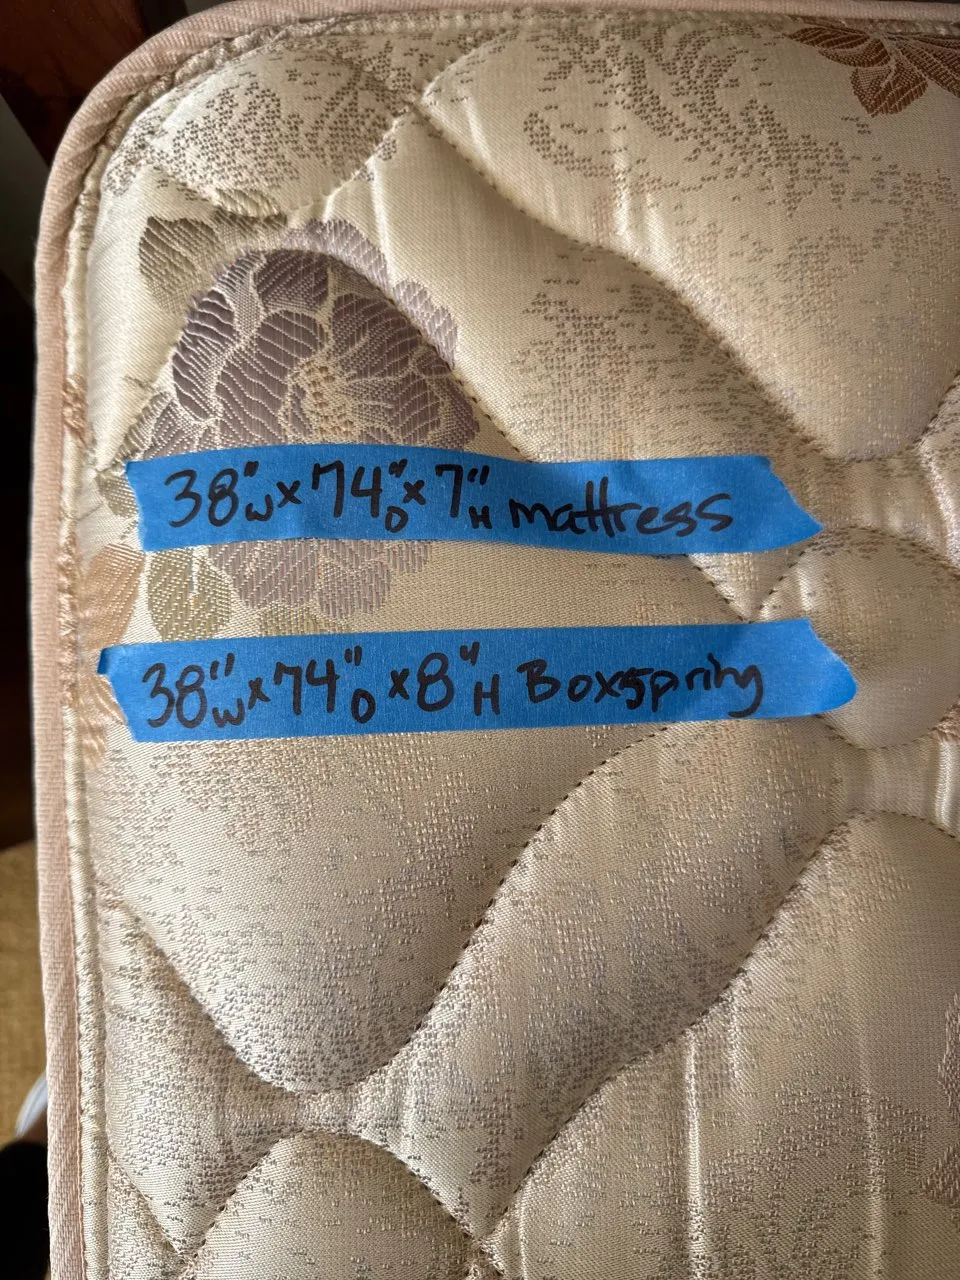 38"W x 74"D x 7"H mattress
38"W x 74"D x 8"H Boxspring